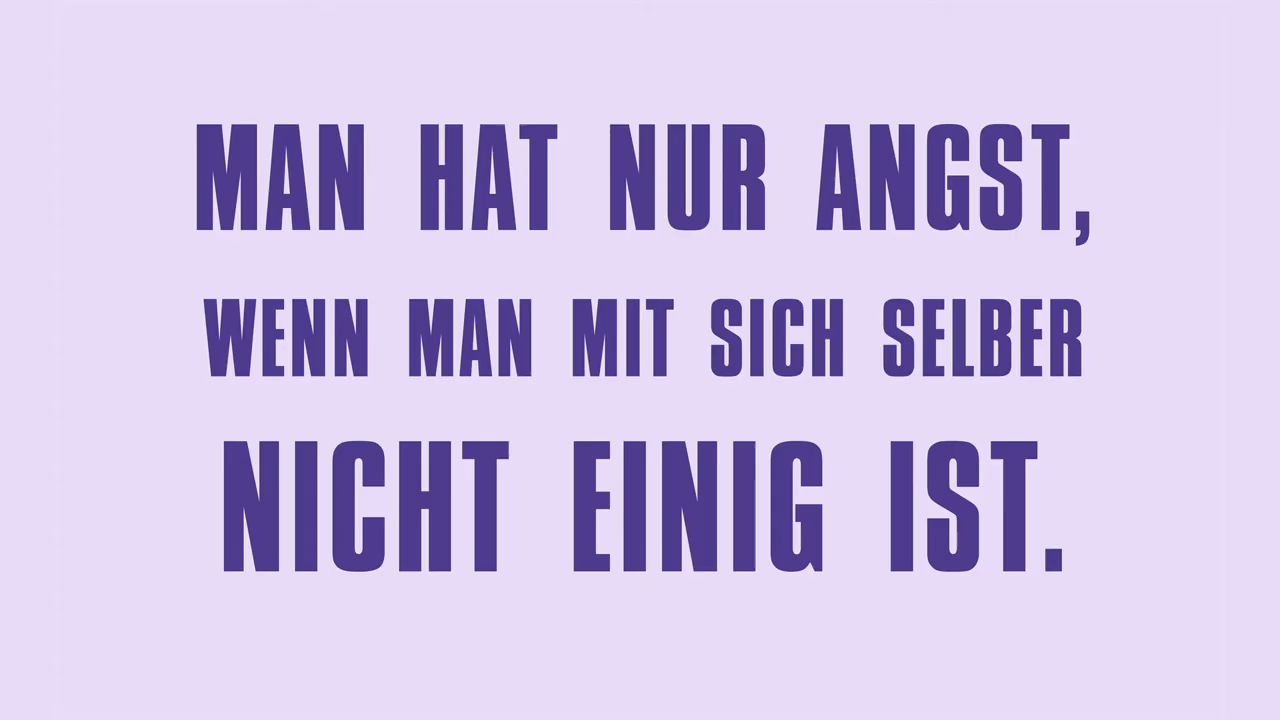 MAN HAT NUR ANGST,
WENN MAN MIT SICH SELBER
NICHT EINIG IST.